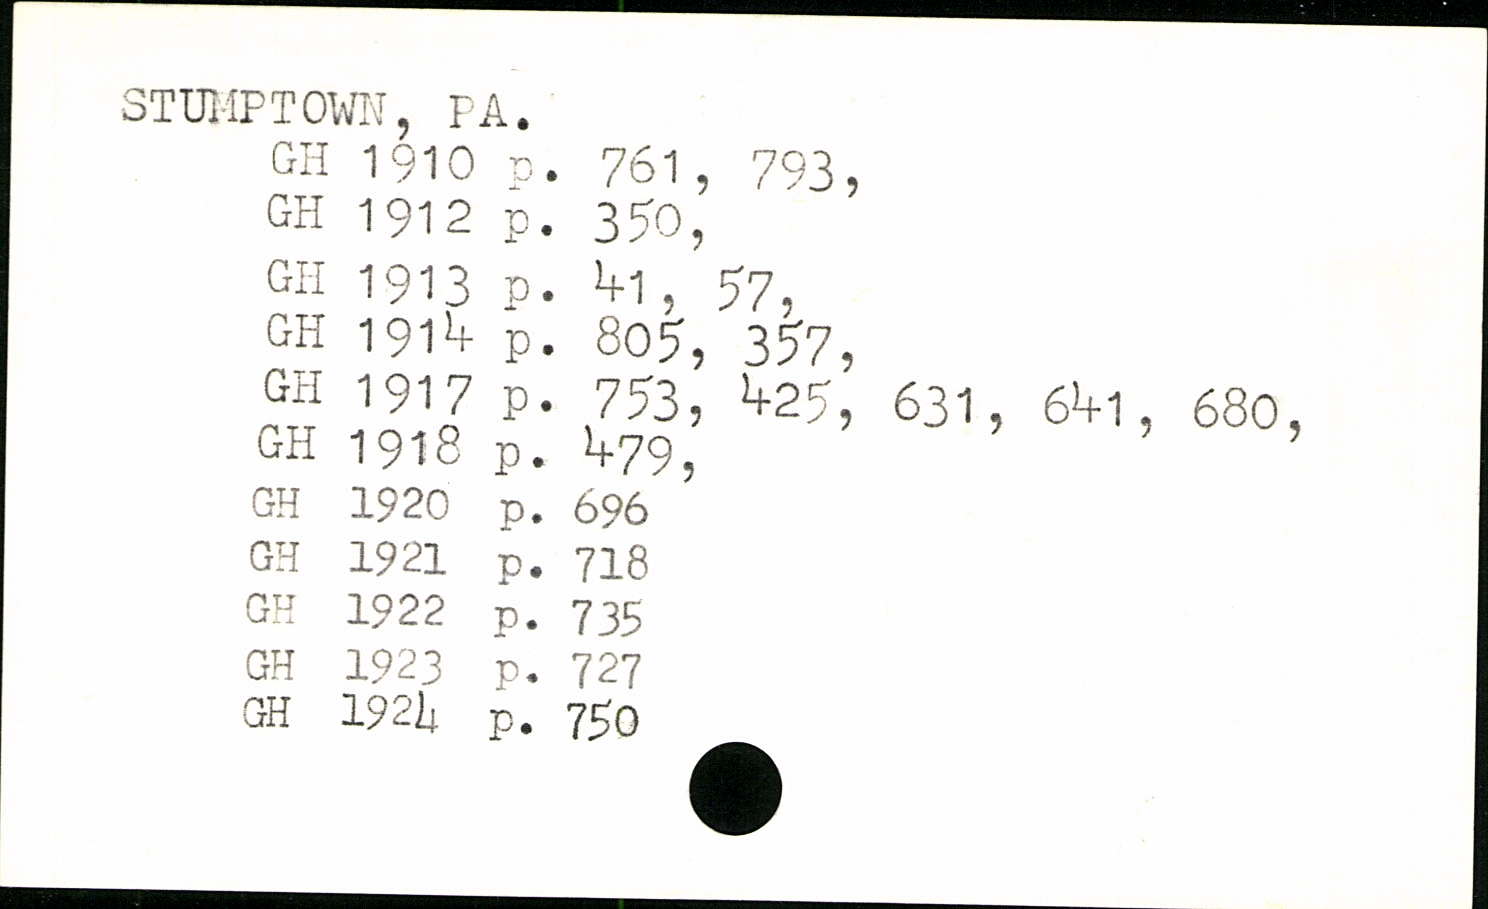 STUMPTOWN, PA.
GH 1910 p. 761, 793,
GH 1912 p. 350,
GH 1913 p. 41, 57,
GH 1914 p. 805, 357,
GH 1917 p. 753, 425, 631, 641, 680,
GH 1918 p. 479,
GH 1920 p. 696
GH 1921 p. 718
GH 1922 p. 735
GH 1923 p. 727
GH 1924 p. 750